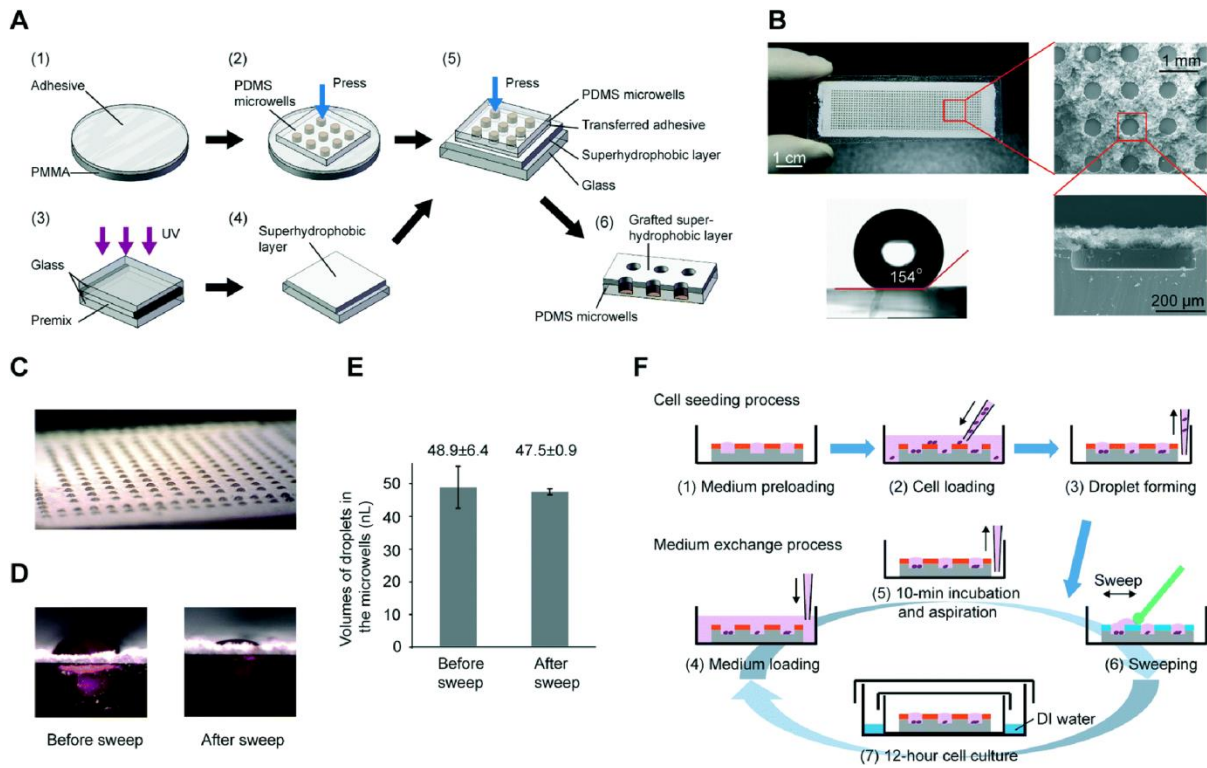 A
(1)
Adhesive
PMMA
(2)
PDMS
microwells
Press
(3)
UV
Glass
Premix
(4)
Superhydrophobic
layer
(5)
Press
PDMS microwells
Transferred adhesive
Superhydrophobic layer
Glass
(6)
Grafted super-
hydrophobic layer
PDMS microwells
B
1 cm
1 mm
154°
200 µm
C
D
Before sweep
After sweep
E
48.9±6.4
47.5±0.9
Volumes of droplets in
the microwells (nL)
50
40
30
20
10
0
Before
sweep
After
sweep
F
Cell seeding process
(1) Medium preloading
(2) Cell loading
(3) Droplet forming
Medium exchange process
(5) 10-min incubation
and aspiration
Sweep
(4) Medium loading
(6) Sweeping
DI water
(7) 12-hour cell culture